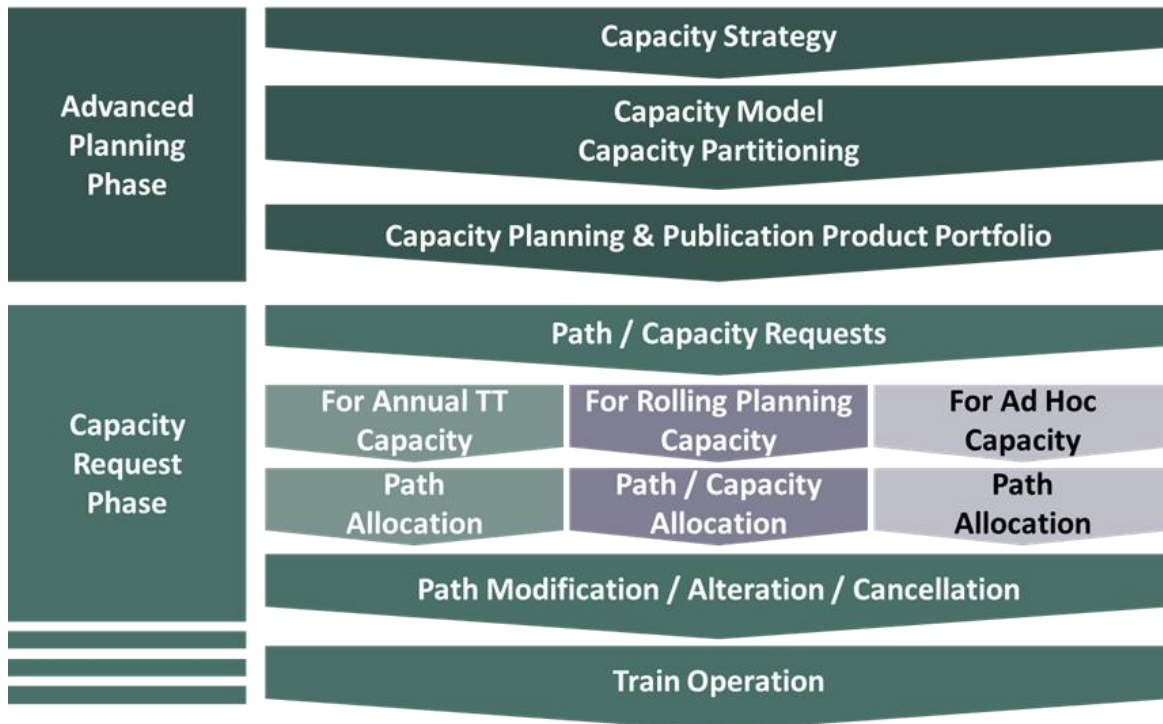 Advanced
Planning
Phase
Capacity Strategy
Capacity Model
Capacity Partitioning
Capacity Planning & Publication Product Portfolio
Capacity
Request
Phase
Path / Capacity Requests
For Annual TT
Capacity
For Rolling Planning
Capacity
For Ad Hoc
Capacity
Path
Allocation
Path / Capacity
Allocation
Path
Allocation
Path Modification / Alteration / Cancellation
Train Operation